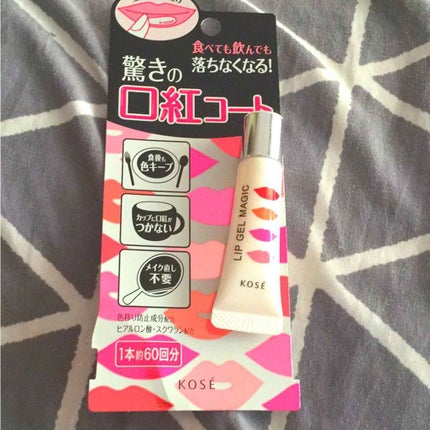 食べても飲んでも
落ちなくなる!
驚きの
口紅コート
食後も
色キープ
カップに口紅が
つかない
メイク直し
不要
色移り防止成分配合
ヒアルロン酸・スクワラン配合
1本約60回分
KOSÉ
LIP GEL MAGIC
KOSÉ